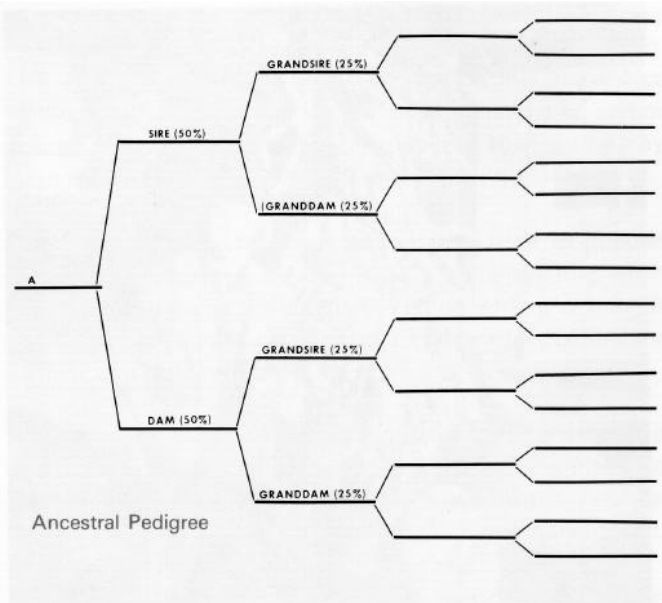 GRANDSIRE (25%)
SIRE (50%)
(GRANDDAM (25%)
A
GRANDSIRE (25%)
DAM (50%)
GRANDDAM (25%)
Ancestral Pedigree